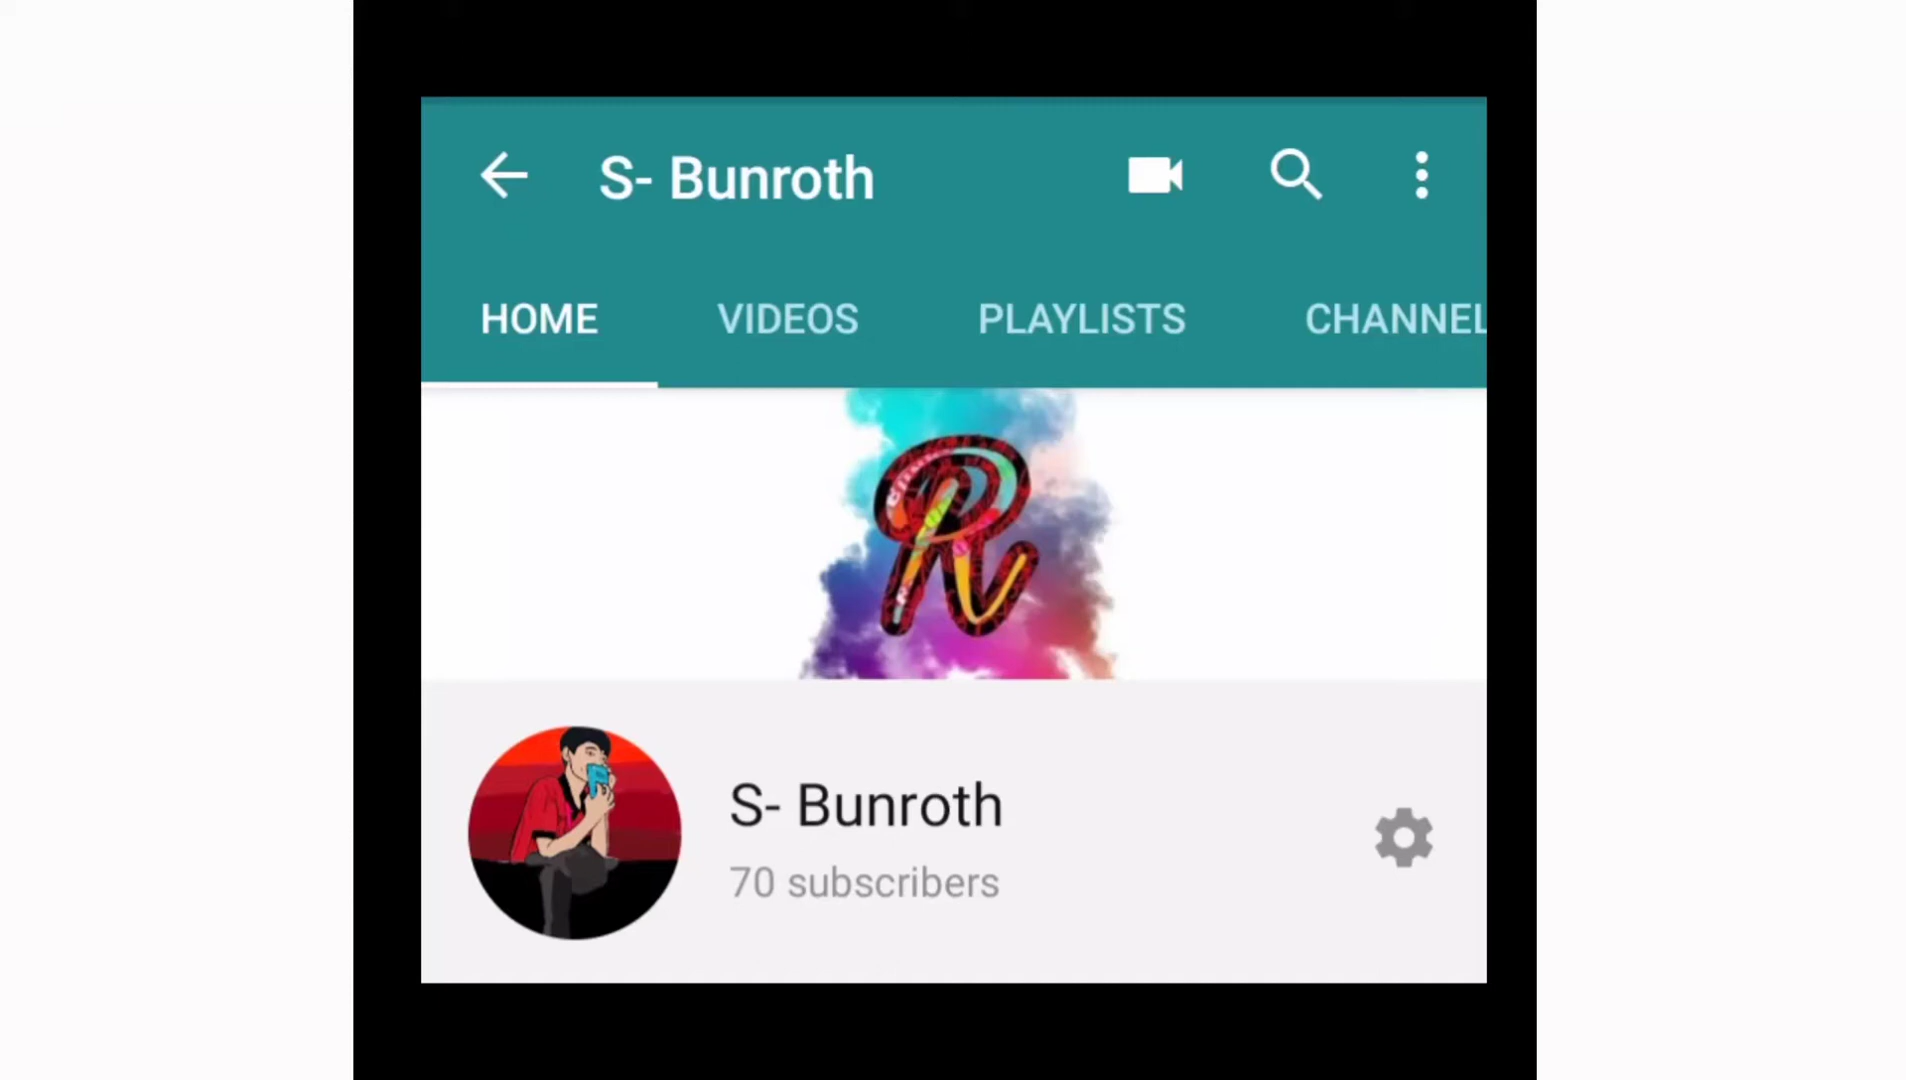 S- Bunroth
HOME VIDEOS PLAYLISTS CHANNEL
R
S- Bunroth
70 subscribers